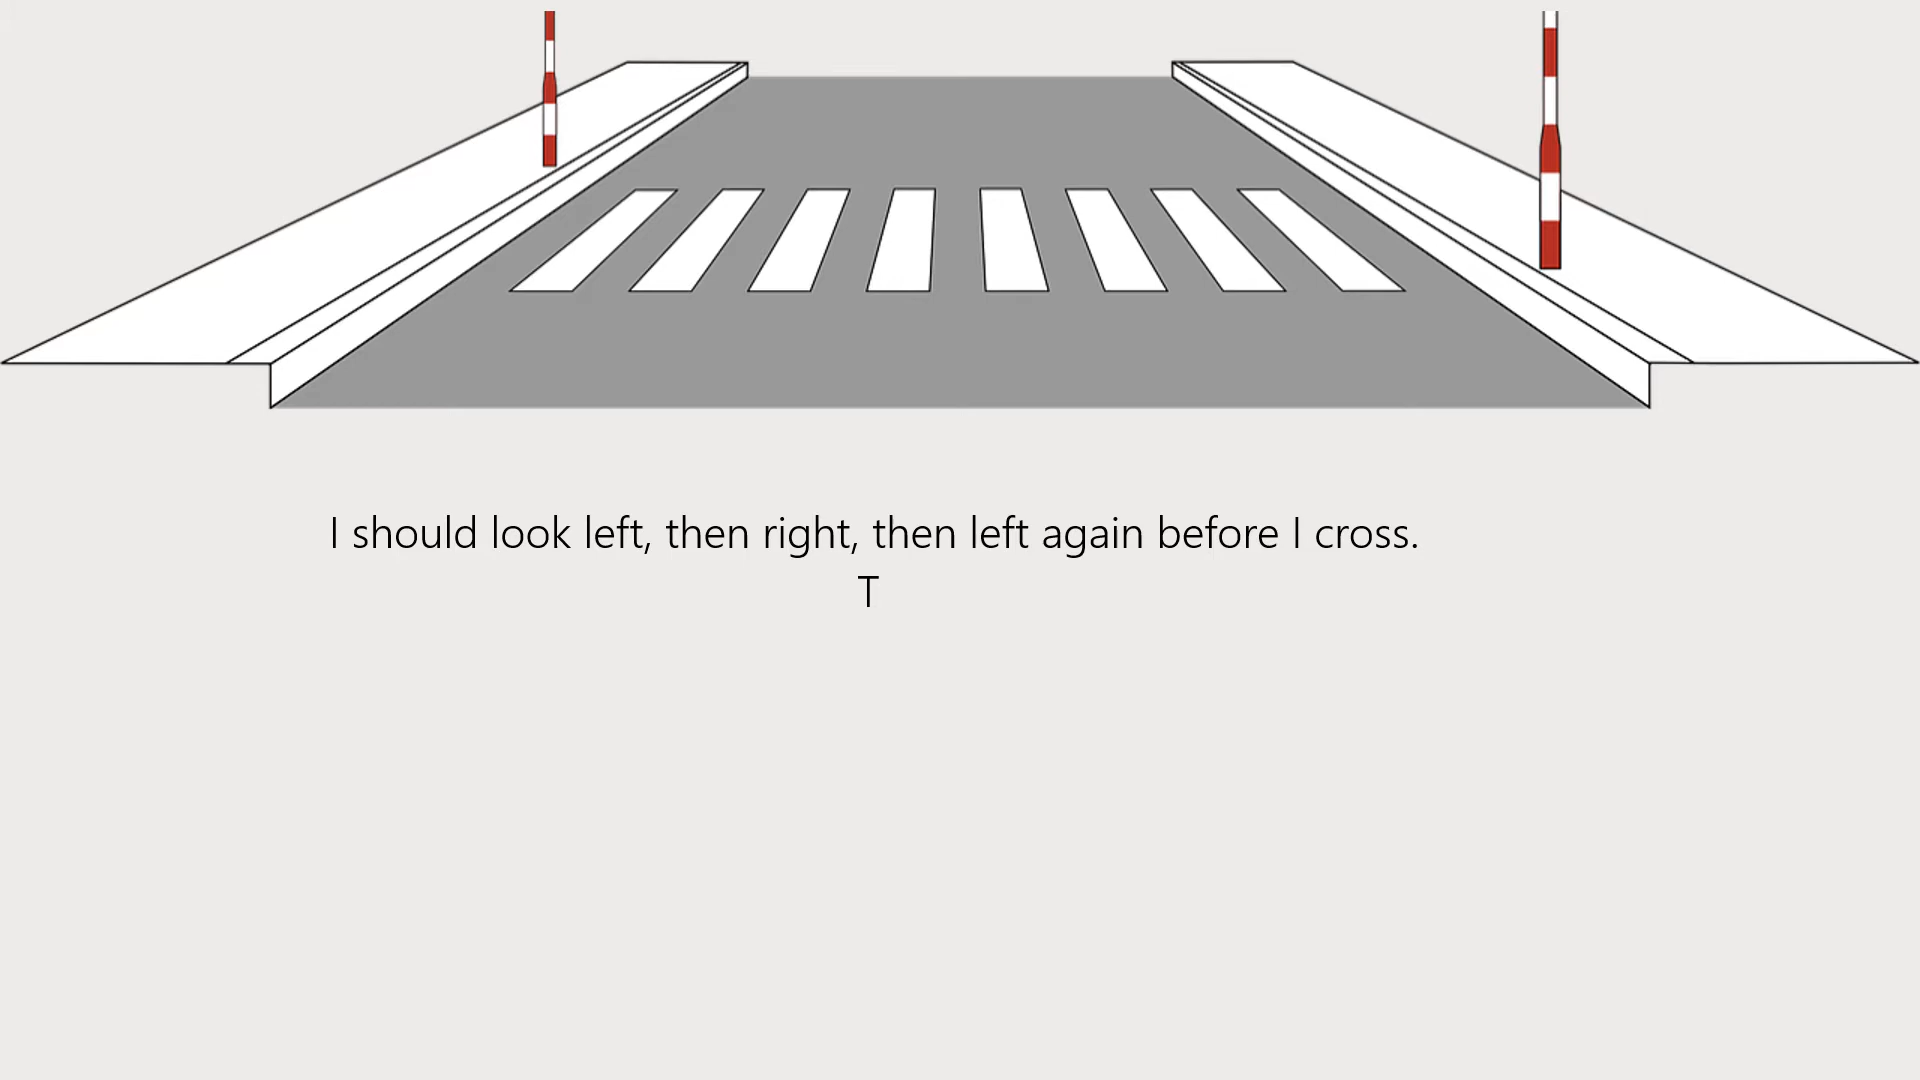 I should look left, then right, then left again before I cross.
T